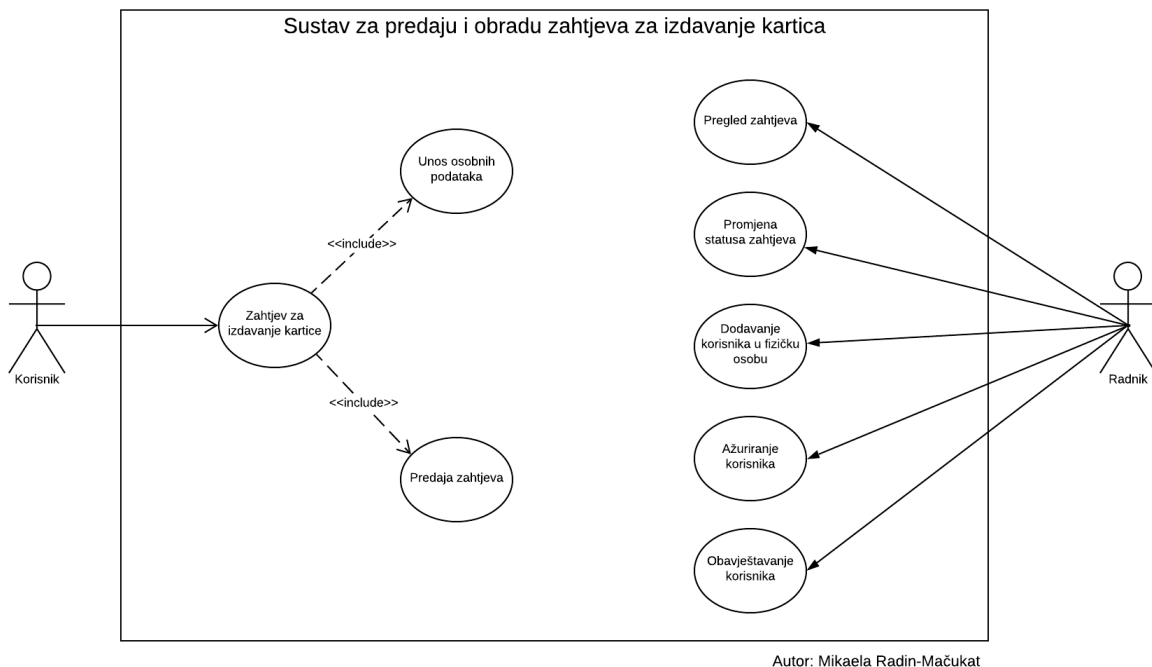 Sustav za predaju i obradu zahtjeva za izdavanje kartica
Pregled zahtjeva
Unos osobnih
podataka
Promjena
statusa zahtjeva
<<include>>
Zahtjev za
izdavanje kartice
Dodavanje
korisnika u fizičku
osobu
Korisnik
Radnik
<<include>>
Ažuriranje
korisnika
Predaja zahtjeva
Obavještavanje
korisnika
Autor: Mikaela Radin-Mačukat